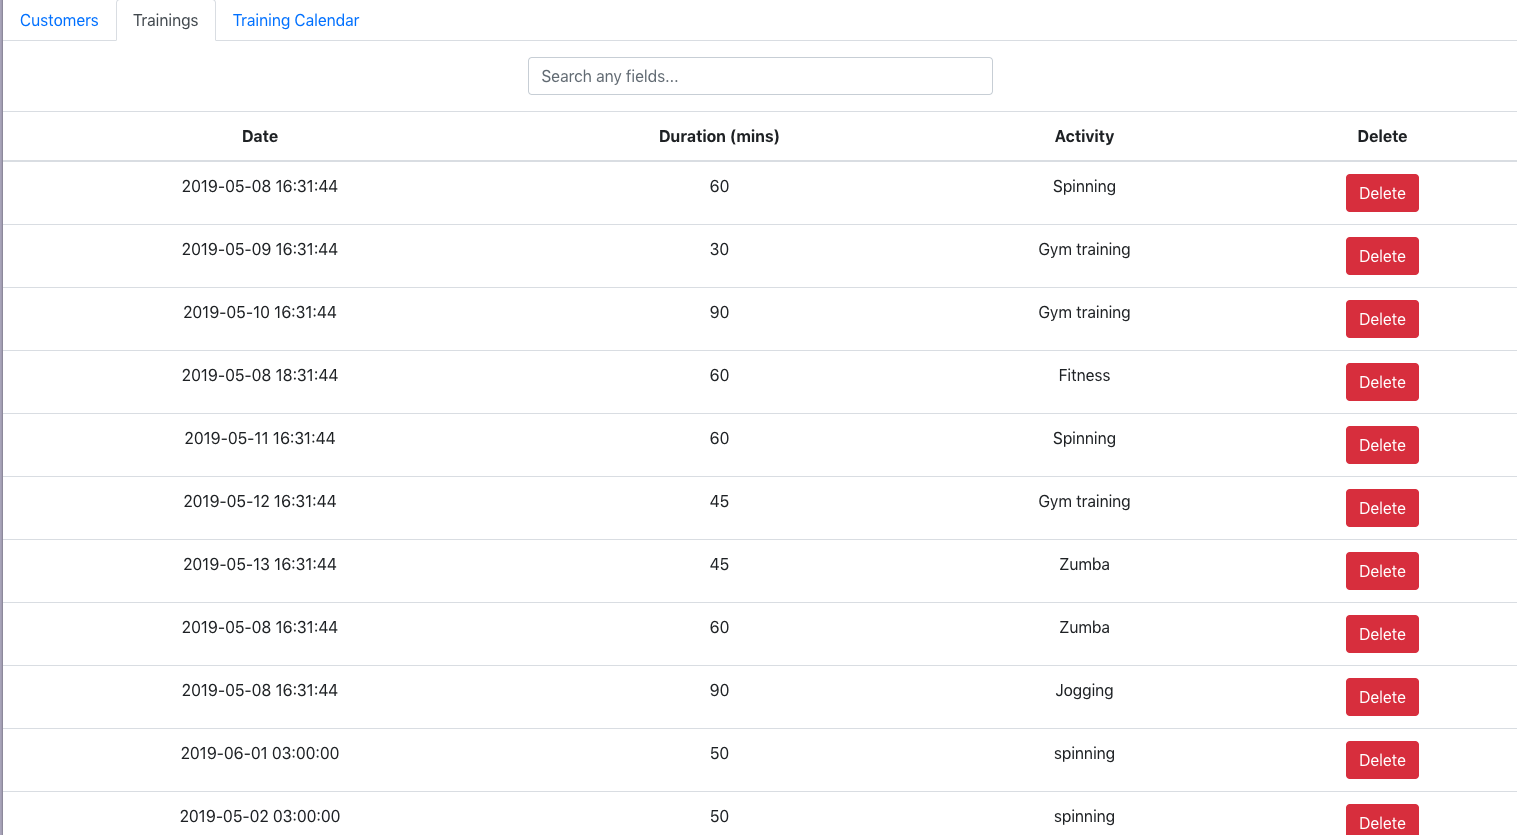 Customers Trainings Training Calendar
Search any fields...
Date Duration (mins) Activity Delete
2019-05-08 16:31:44 60 Spinning Delete
2019-05-09 16:31:44 30 Gym training Delete
2019-05-10 16:31:44 90 Gym training Delete
2019-05-08 18:31:44 60 Fitness Delete
2019-05-11 16:31:44 60 Spinning Delete
2019-05-12 16:31:44 45 Gym training Delete
2019-05-13 16:31:44 45 Zumba Delete
2019-05-08 16:31:44 60 Zumba Delete
2019-05-08 16:31:44 90 Jogging Delete
2019-06-01 03:00:00 50 spinning Delete
2019-05-02 03:00:00 50 spinning Delete